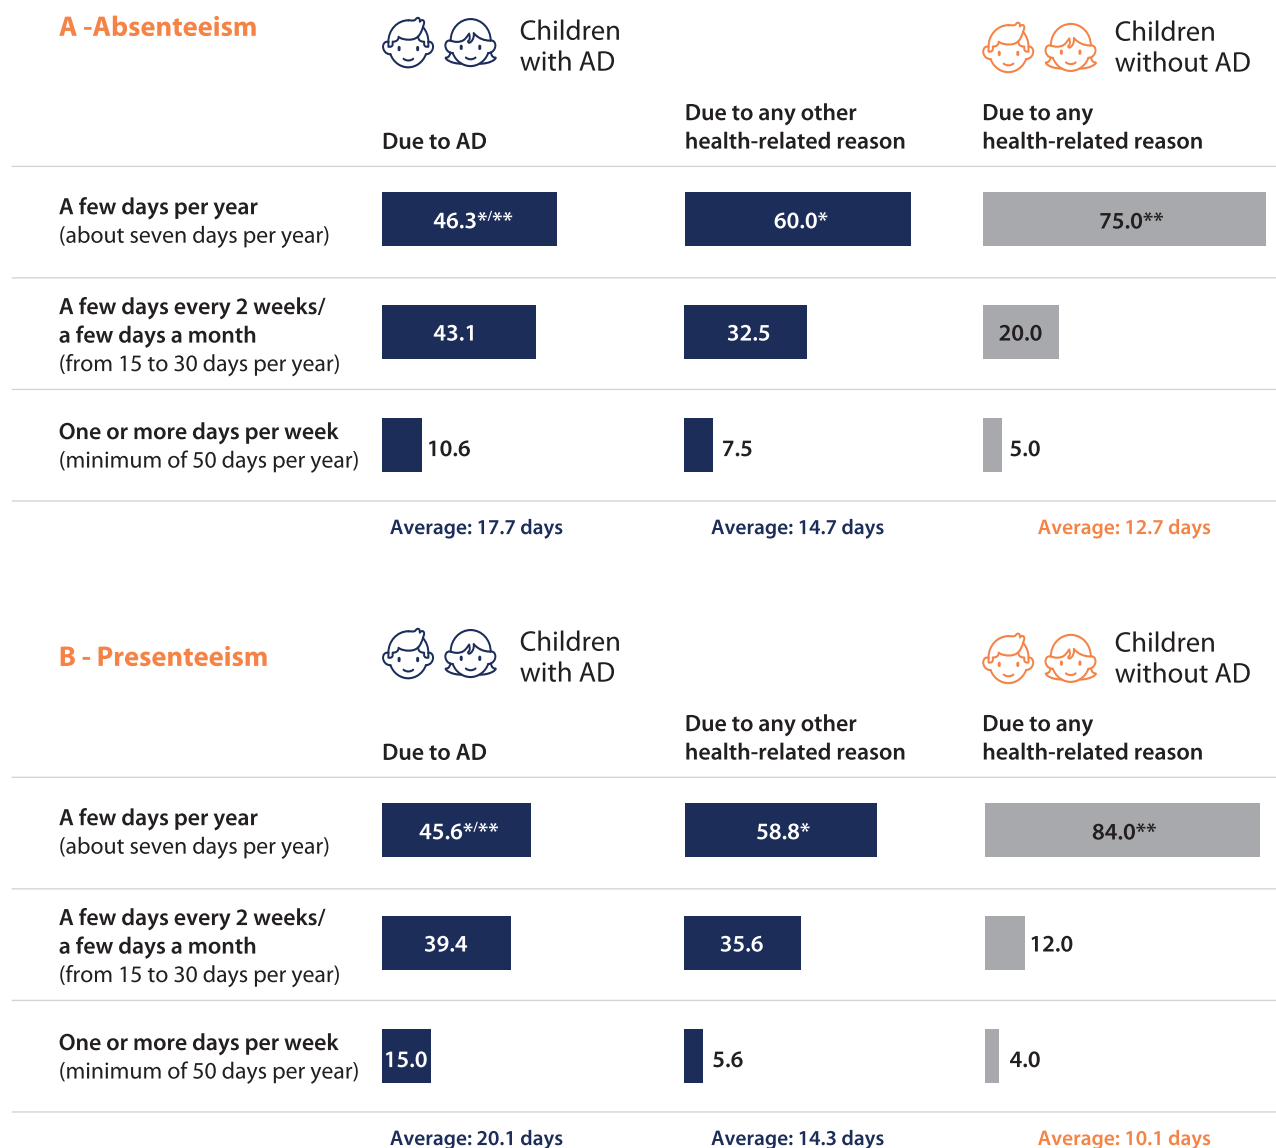 A -Absenteeism
Children
with AD
Children
without AD
Due to AD
Due to any other
health-related reason
Due to any
health-related reason
A few days per year
(about seven days per year)
46.3*/**
60.0*
75.0**
A few days every 2 weeks/
a few days a month
(from 15 to 30 days per year)
43.1
32.5
20.0
One or more days per week
(minimum of 50 days per year)
10.6
7.5
5.0
Average: 17.7 days
Average: 14.7 days
Average: 12.7 days
B - Presenteeism
Children
with AD
Children
without AD
Due to AD
Due to any other
health-related reason
Due to any
health-related reason
A few days per year
(about seven days per year)
45.6*/**
58.8*
84.0**
A few days every 2 weeks/
a few days a month
(from 15 to 30 days per year)
39.4
35.6
12.0
One or more days per week
(minimum of 50 days per year)
15.0
5.6
4.0
Average: 20.1 days
Average: 14.3 days
Average: 10.1 days